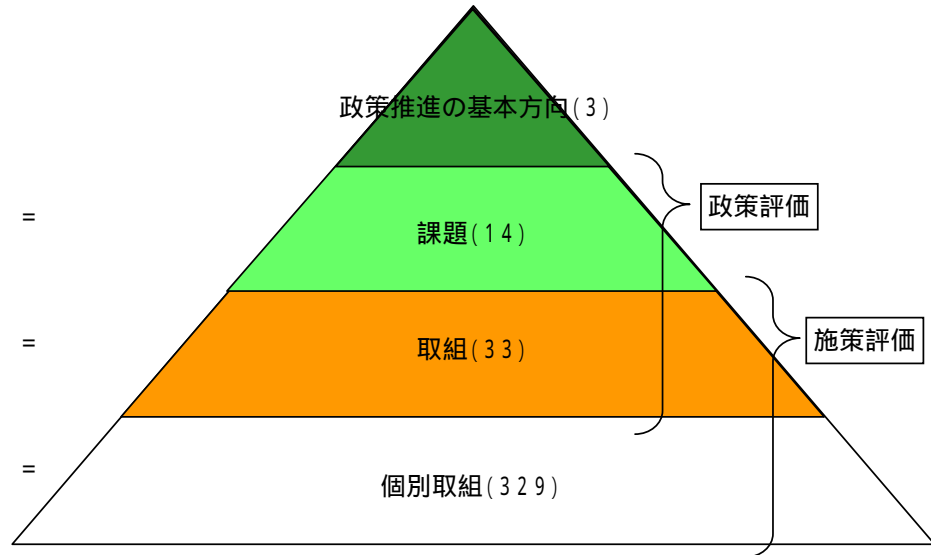 政策推進の基本方向(3)
政策評価
=
課題(14)
施策評価
=
取組(33)
=
個別取組(329)